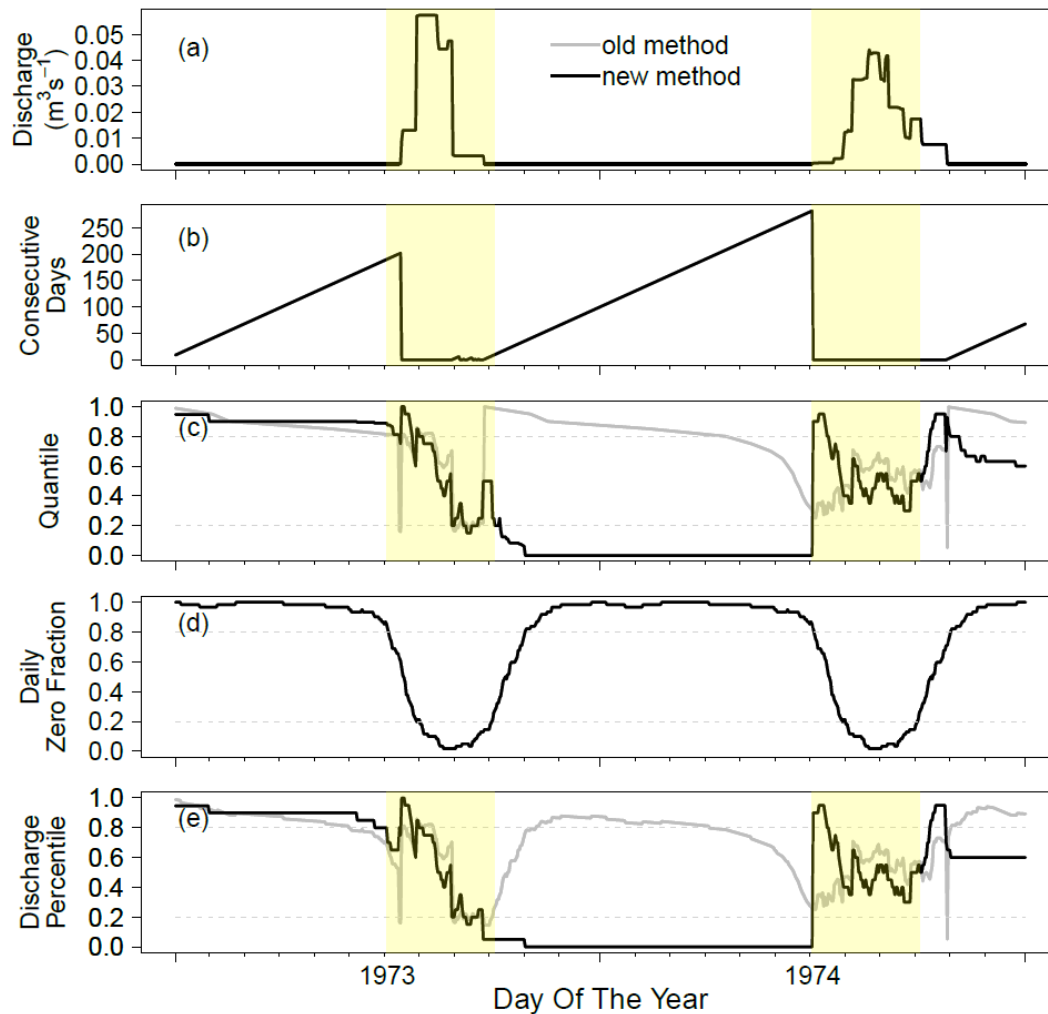 (a)
old method
new method
Discharge
(m³s⁻¹)
0.05
0.04
0.03
0.02
0.01
0.00
(b)
Consecutive
Days
250
200
150
100
50
0
(c)
Quantile
1.0
0.8
0.6
0.4
0.2
0.0
(d)
Daily
Zero Fraction
1.0
0.8
0.6
0.4
0.2
0.0
(e)
Discharge
Percentile
1.0
0.8
0.6
0.4
0.2
0.0
1973 1974
Day Of The Year